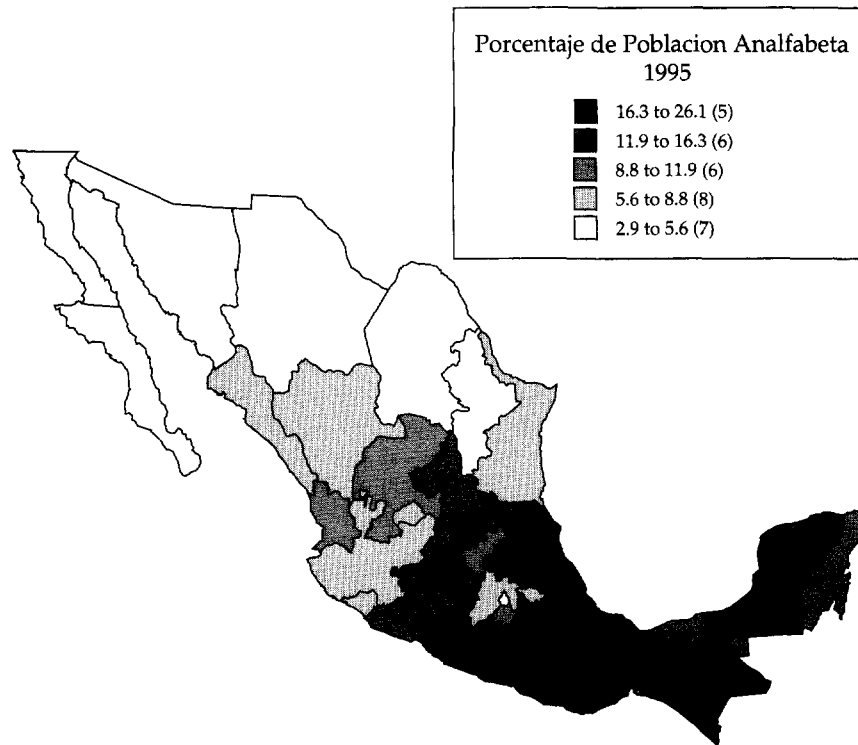 Porcentaje de Poblacion Analfabeta
1995
16.3 to 26.1 (5)
11.9 to 16.3 (6)
8.8 to 11.9 (6)
5.6 to 8.8 (8)
2.9 to 5.6 (7)